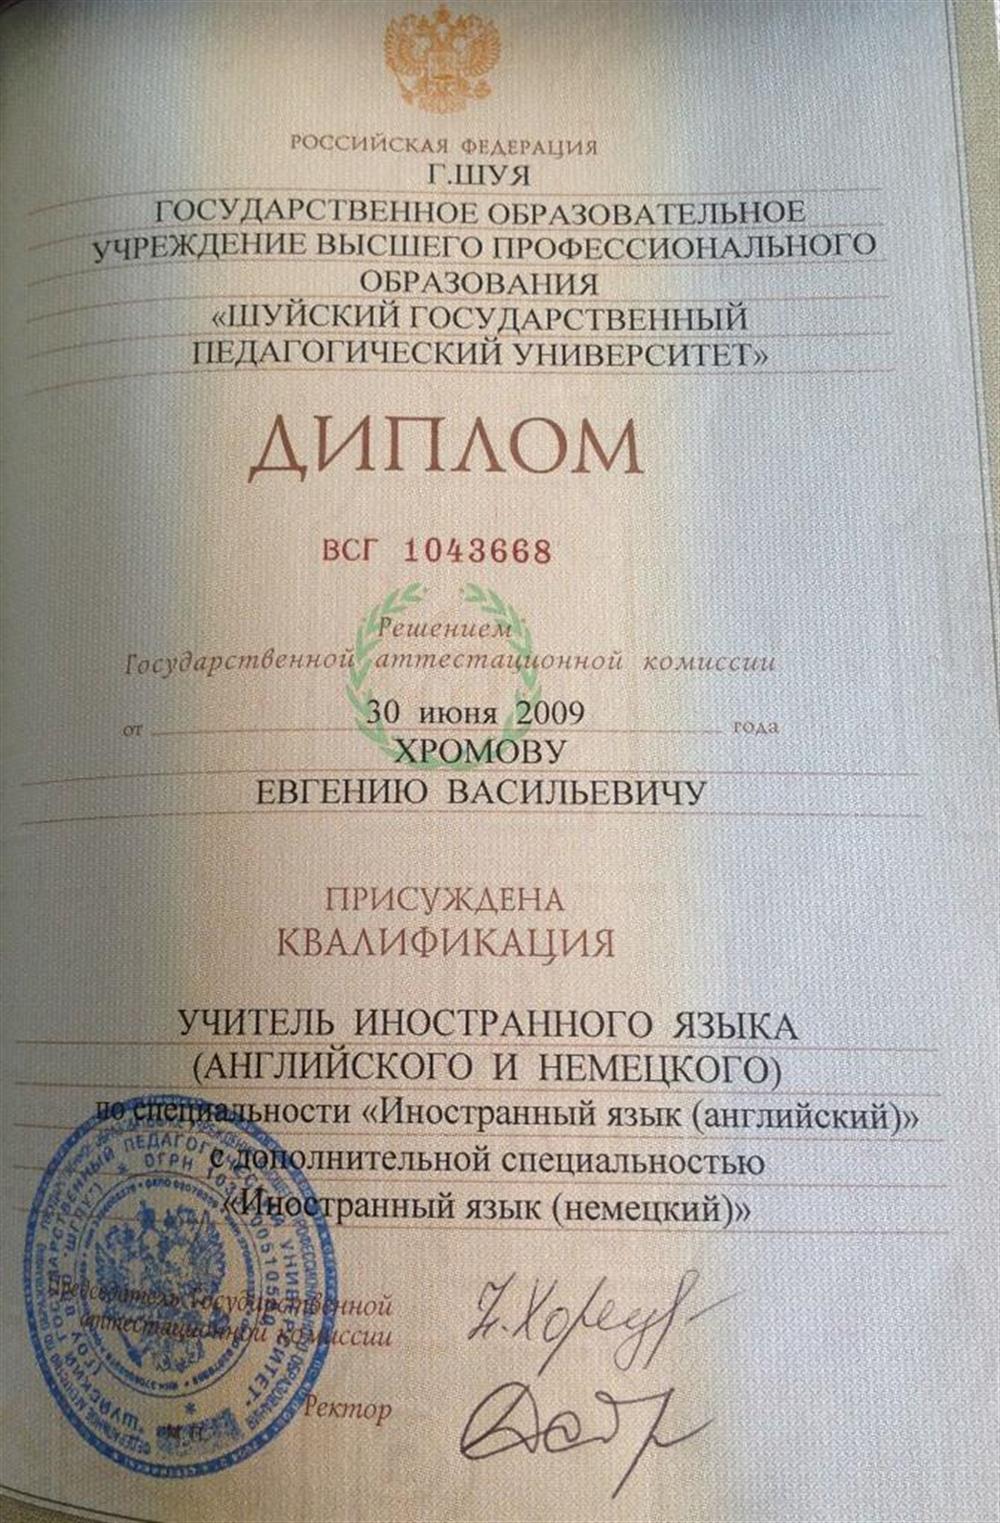 РОССИЙСКАЯ ФЕДЕРАЦИЯ
Г.ШУЯ
ГОСУДАРСТВЕННОЕ ОБРАЗОВАТЕЛЬНОЕ
УЧРЕЖДЕНИЕ ВЫСШЕГО ПРОФЕССИОНАЛЬНОГО
ОБРАЗОВАНИЯ
«ШУЙСКИЙ ГОСУДАРСТВЕННЫЙ
ПЕДАГОГИЧЕСКИЙ УНИВЕРСИТЕТ»
ДИПЛОМ
ВСГ 1043668
Решением
Государственной аттестационной комиссии
от 30 июня 2009 года
ХРОМОВУ
ЕВГЕНИЮ ВАСИЛЬЕВИЧУ
ПРИСУЖДЕНА
КВАЛИФИКАЦИЯ
УЧИТЕЛЬ ИНОСТРАННОГО ЯЗЫКА
(АНГЛИЙСКОГО И НЕМЕЦКОГО)
по специальности «Иностранный язык (английский)»
с дополнительной специальностью
«Иностранный язык (немецкий)»
Председатель Государственной
аттестационной комиссии
Ректор
М.П.